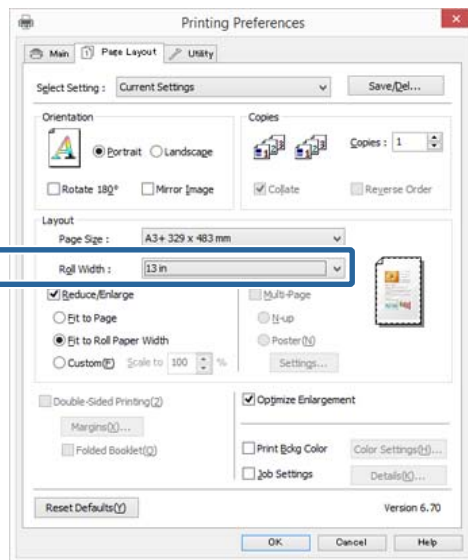 Printing Preferences
Main Page Layout Utility
Select Setting : Current Settings Save/Del...
Orientation Copies
Portrait Landscape Copies : 1
Rotate 180° Mirror Image Collate Reverse Order
Layout
Page Size : A3+ 329 x 483 mm
Roll Width : 13 in
Reduce/Enlarge Multi-Page
Fit to Page N-up
Fit to Roll Paper Width Poster(N)
Custom(F) Scale to 100 % Settings...
Double-Sided Printing(2) Optimize Enlargement
Margins(X)...
Folded Booklet(Q) Print Bckg Color Color Settings(H)...
Job Settings Details(K)...
Reset Defaults(Y) Version 6.70
OK Cancel Help